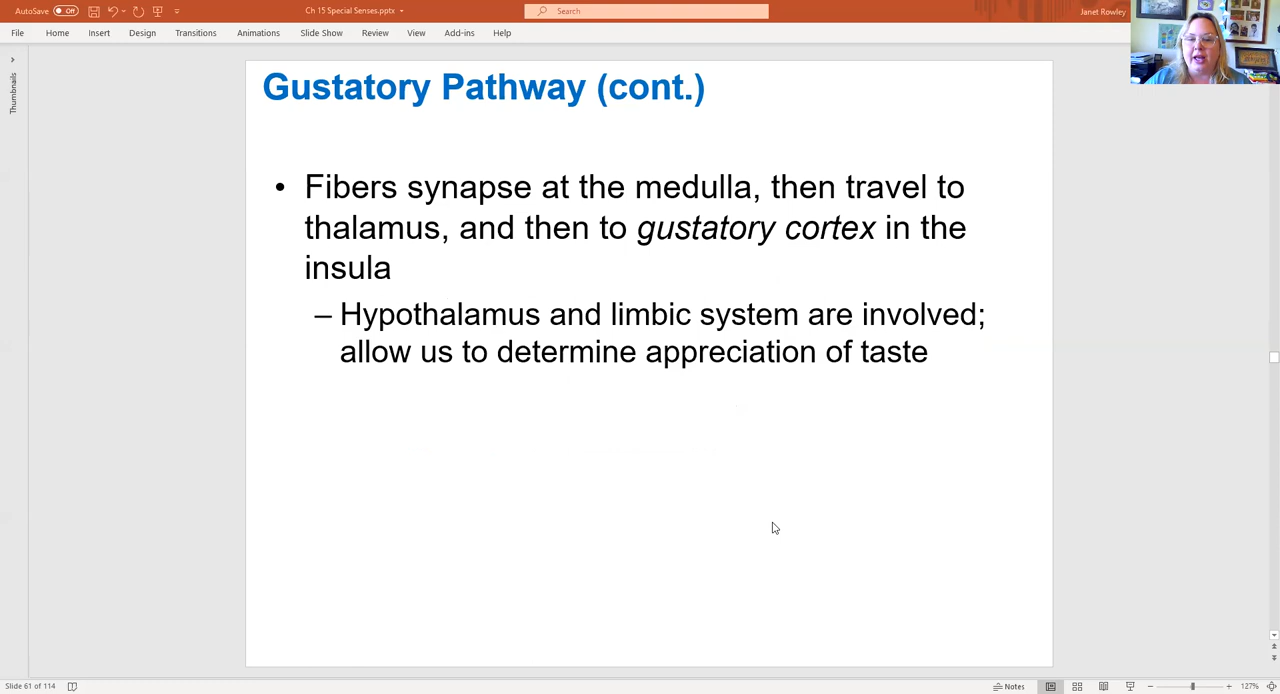 AutoSave Off
Ch 15 Special Senses.pptx
Search
Janet Rowley
File Home Insert Design Transitions Animations Slide Show Review View Add-ins Help
Thumbnails
Gustatory Pathway (cont.)
• Fibers synapse at the medulla, then travel to
thalamus, and then to gustatory cortex in the
insula
– Hypothalamus and limbic system are involved;
allow us to determine appreciation of taste
Slide 61 of 114
Notes
127%